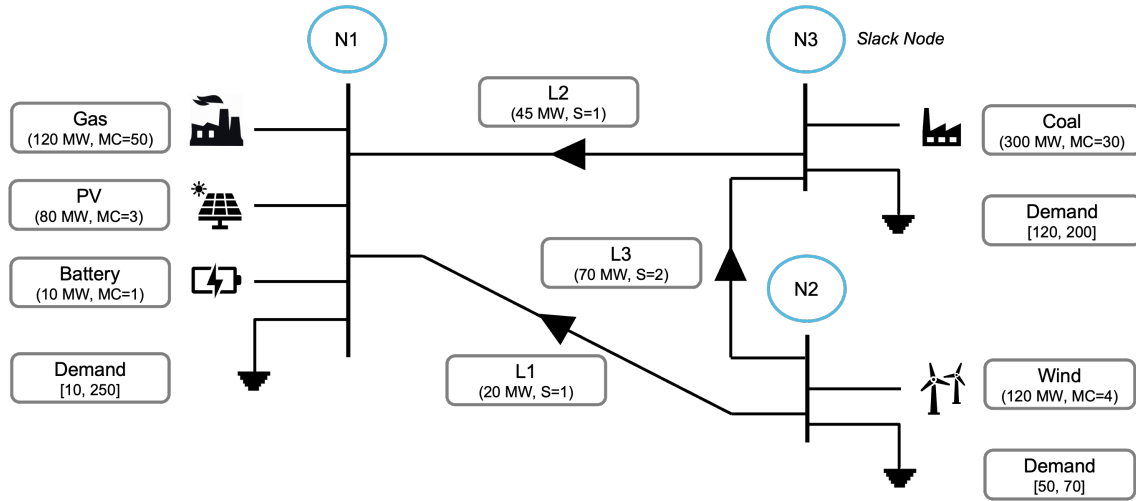 N1
N3
Slack Node
L2
(45 MW, S=1)
Gas
(120 MW, MC=50)
Coal
(300 MW, MC=30)
PV
(80 MW, MC=3)
Demand
[120, 200]
L3
(70 MW, S=2)
Battery
(10 MW, MC=1)
N2
Demand
[10, 250]
L1
(20 MW, S=1)
Wind
(120 MW, MC=4)
Demand
[50, 70]